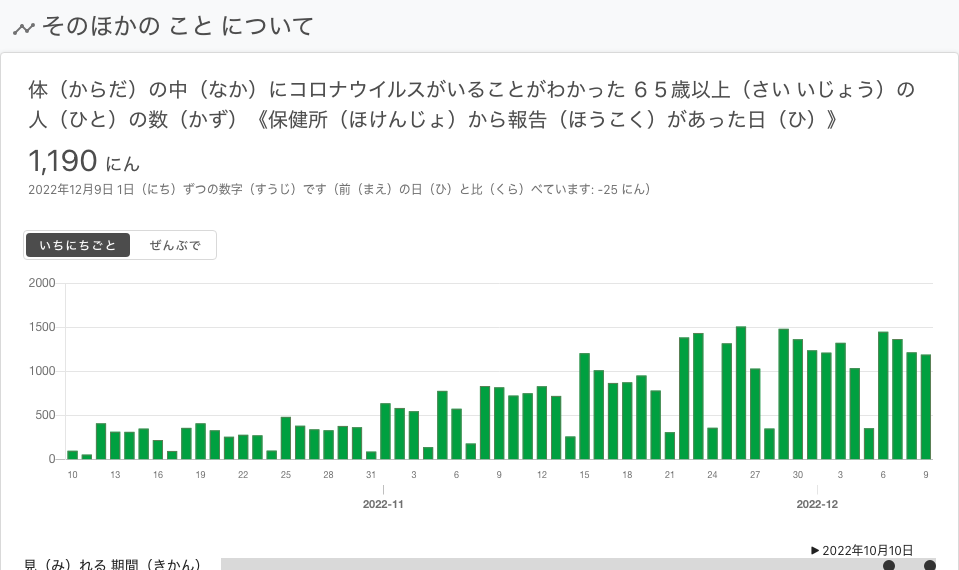 そのほかの こと について
体（からだ）の中（なか）にコロナウイルスがいることがわかった ６５歳以上（さい いじょう）の
人（ひと）の数（かず）《保健所（ほけんじょ）から報告（ほうこく）があった日（ひ）》
1,190 にん
2022年12月9日 1日（にち）ずつの数字（すうじ）です（前（まえ）の日（ひ）と比（くら）べています: -25 にん）
いちにちごと ぜんぶで
2000
1500
1000
500
0
10 13 16 19 22 25 28 31 3 6 9 12 15 18 21 24 27 30 3 6 9
2022-11 2022-12
▶2022年10月10日
見（み）れる 期間（きかん）